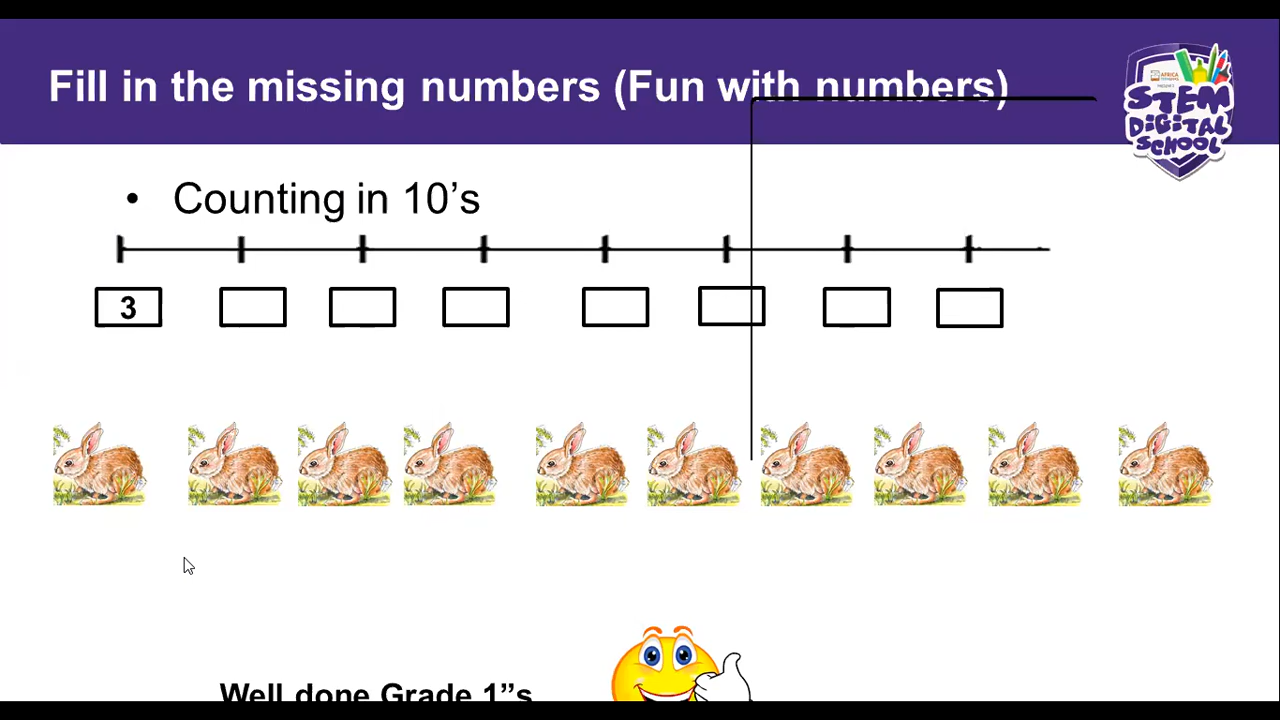 Fill in the missing numbers (Fun with numbers)
AFRICA
STEM
DIGITAL
SCHOOL
• Counting in 10’s
3
Well done Grade 1”s